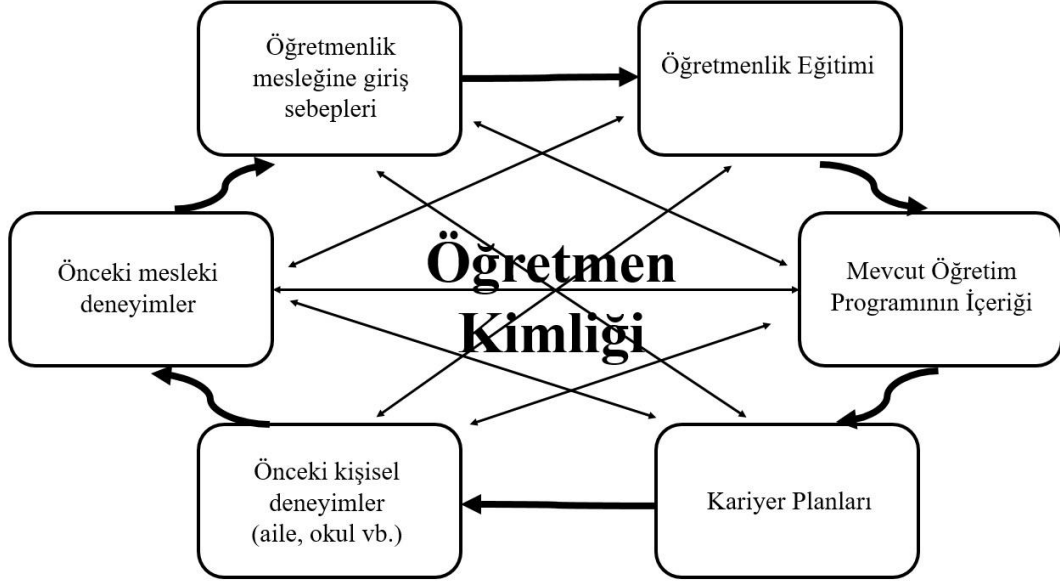 Öğretmenlik
mesleğine giriş
sebepleri
Öğretmenlik Eğitimi
Önceki mesleki
deneyimler
Öğretmen
Kimliği
Mevcut Öğretim
Programının İçeriği
Önceki kişisel
deneyimler
(aile, okul vb.)
Kariyer Planları